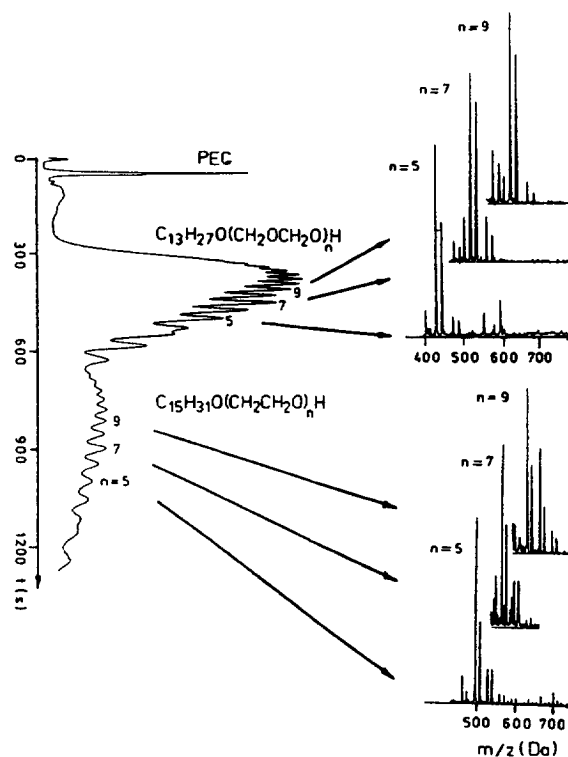 n=9
n=7
n=5
0
PEG
300
C13H27O(CH2OCH2O)nH
9
7
5
600
400 500 600 700
C15H31O(CH2CH2O)nH
n=9
9
n=7
900
7
n=5
n=5
1200
t(s)
500 600 700
m/z (Da)